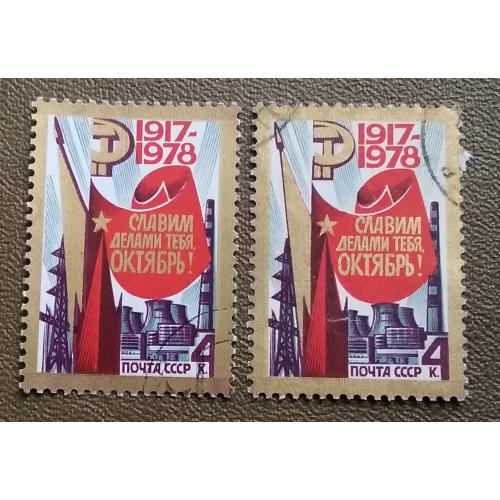 1917-
1978
СЛАВИМ
ДЕЛАМИ ТЕБЯ,
ОКТЯБРЬ!
4
ПОЧТА СССР К.
1917-
1978
СЛАВИМ
ДЕЛАМИ ТЕБЯ,
ОКТЯБРЬ!
4
ПОЧТА СССР К.